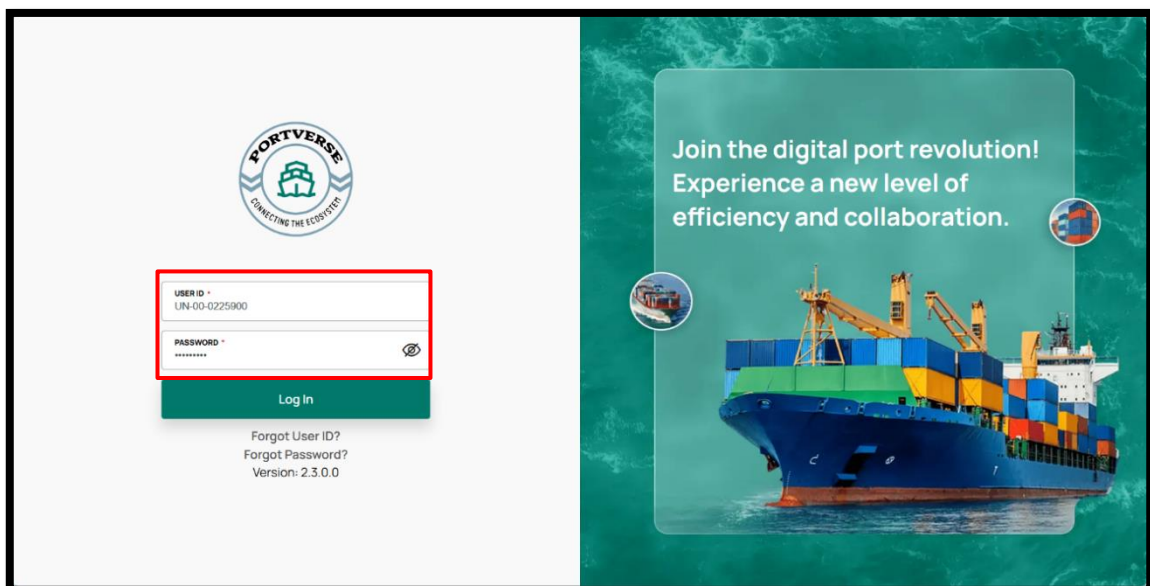 PORTVERSE
CONNECTING THE ECOSYSTEM
USER ID *
UN-00-0225900
PASSWORD *
•••••••••
Log In
Forgot User ID?
Forgot Password?
Version: 2.3.0.0
Join the digital port revolution!
Experience a new level of
efficiency and collaboration.